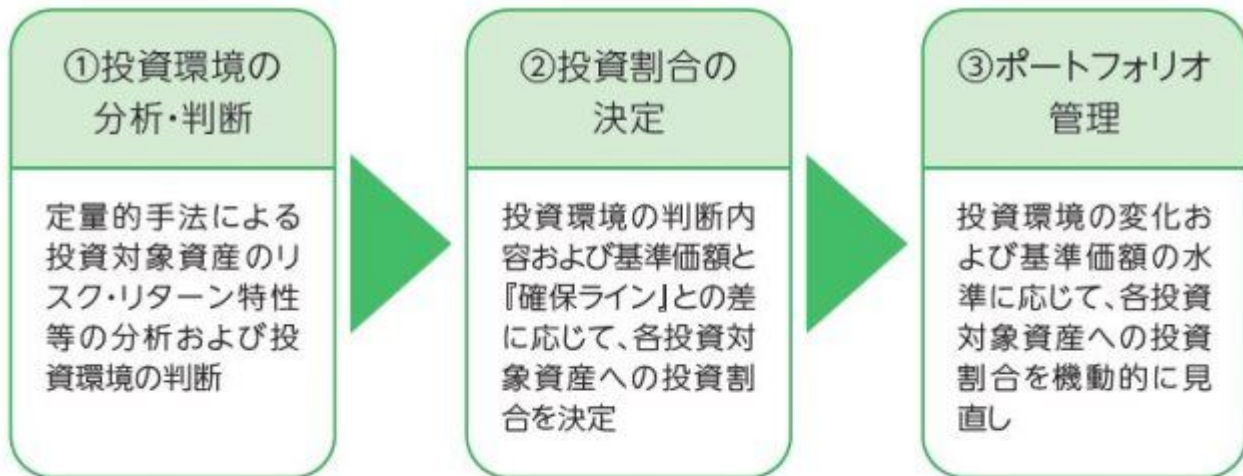 ①投資環境の
分析・判断
定量的手法による
投資対象資産のリ
スク・リターン特性
等の分析および投
資環境の判断
②投資割合の
決定
投資環境の判断内
容および基準価額と
『確保ライン』との差
に応じて、各投資対
象資産への投資割
合を決定
③ポートフォリオ
管理
投資環境の変化お
よび基準価額の水
準に応じて、各投資
対象資産への投資
割合を機動的に見
直し